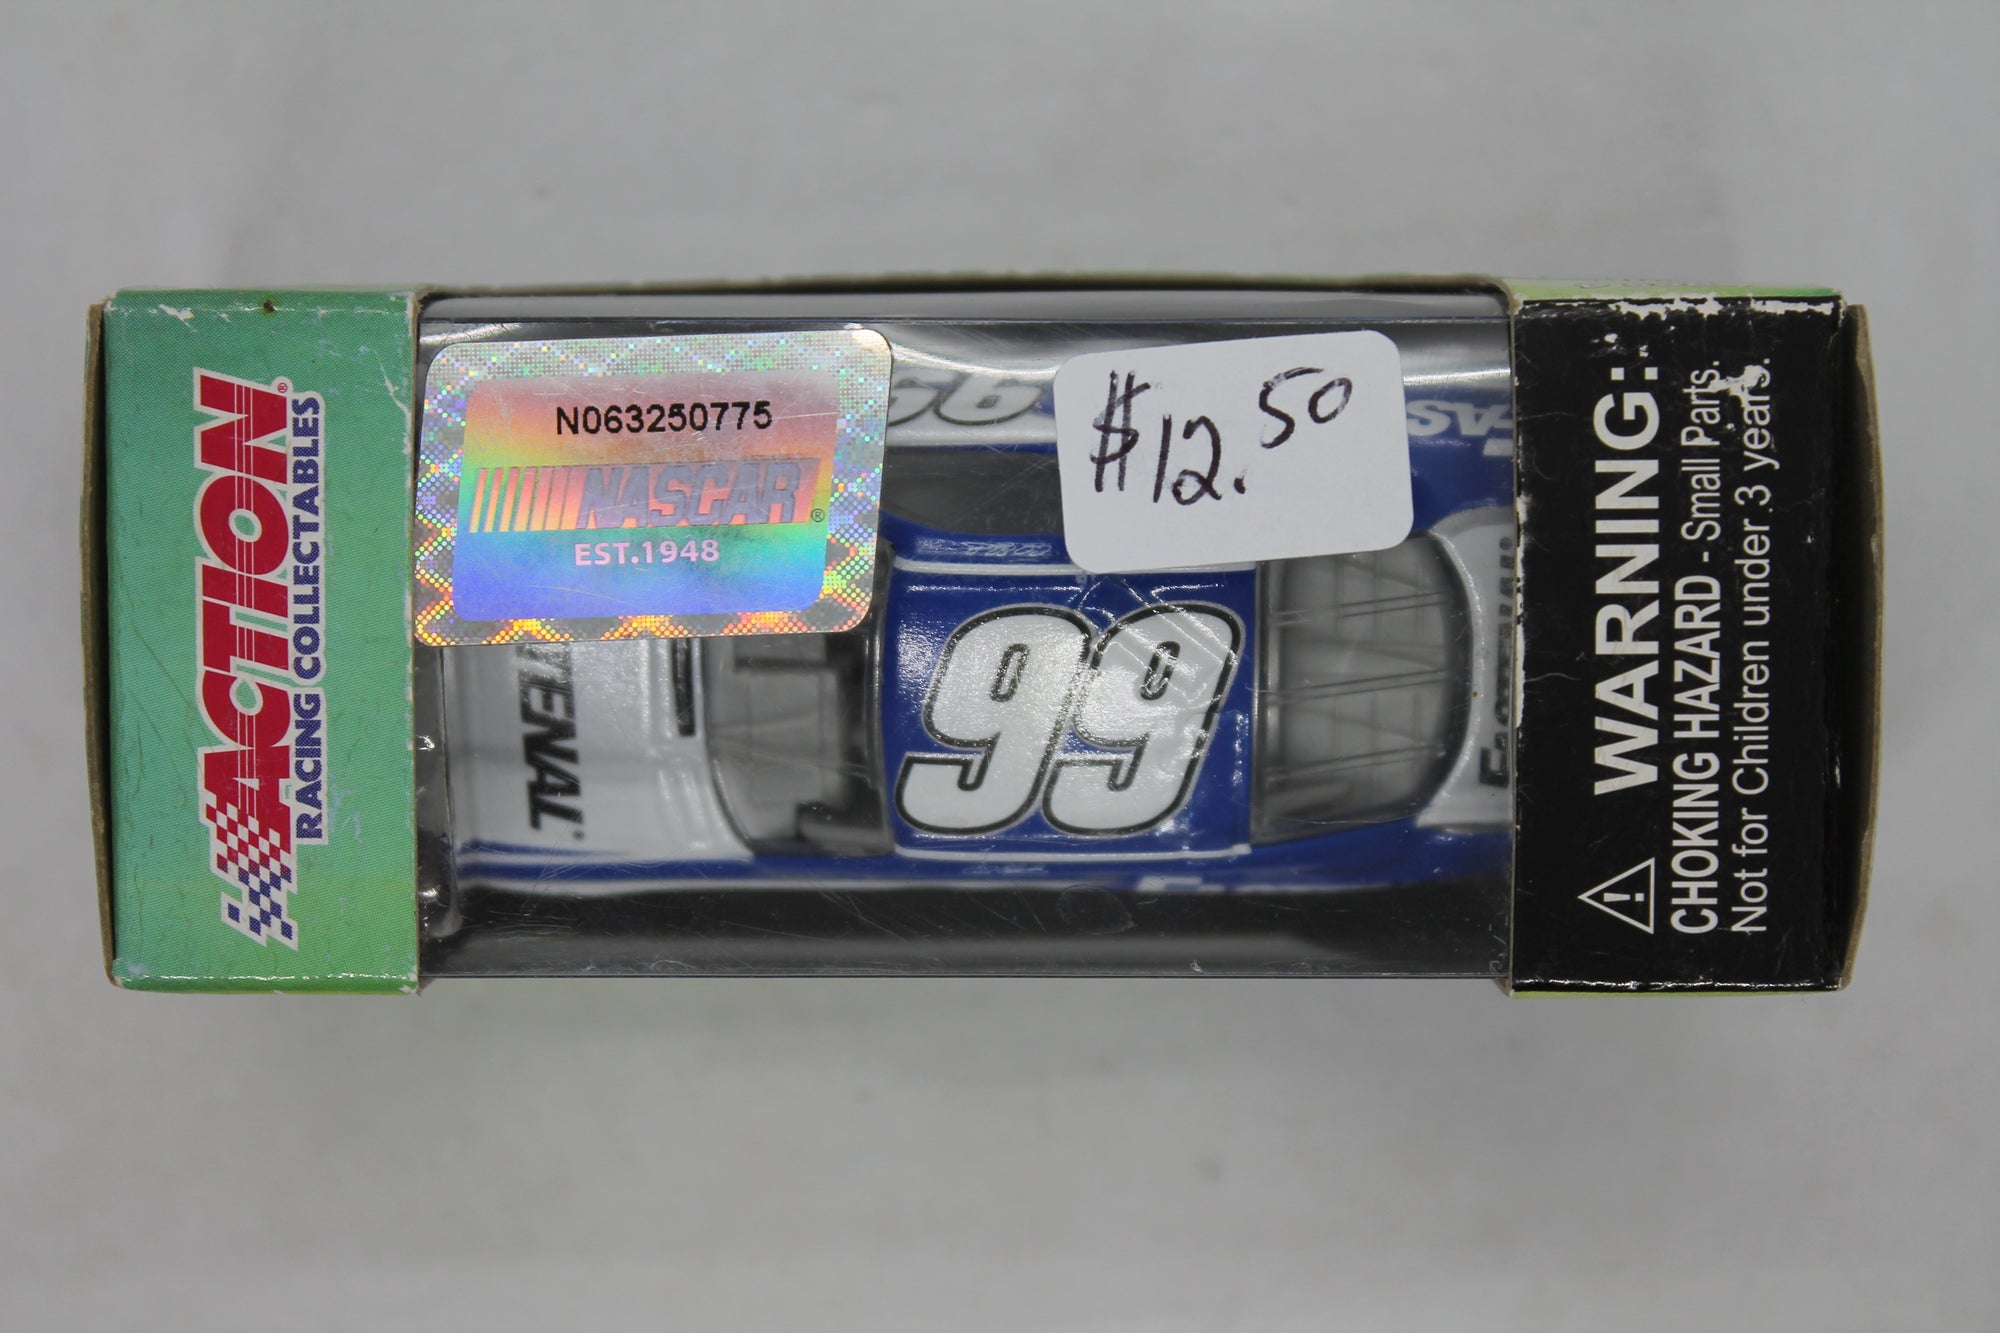 ACTION®
RACING COLLECTABLES
N063250775
NASCAR®
EST.1948
$12.50
99
99
WARNING:
CHOKING HAZARD - Small Parts.
Not for Children under 3 years.